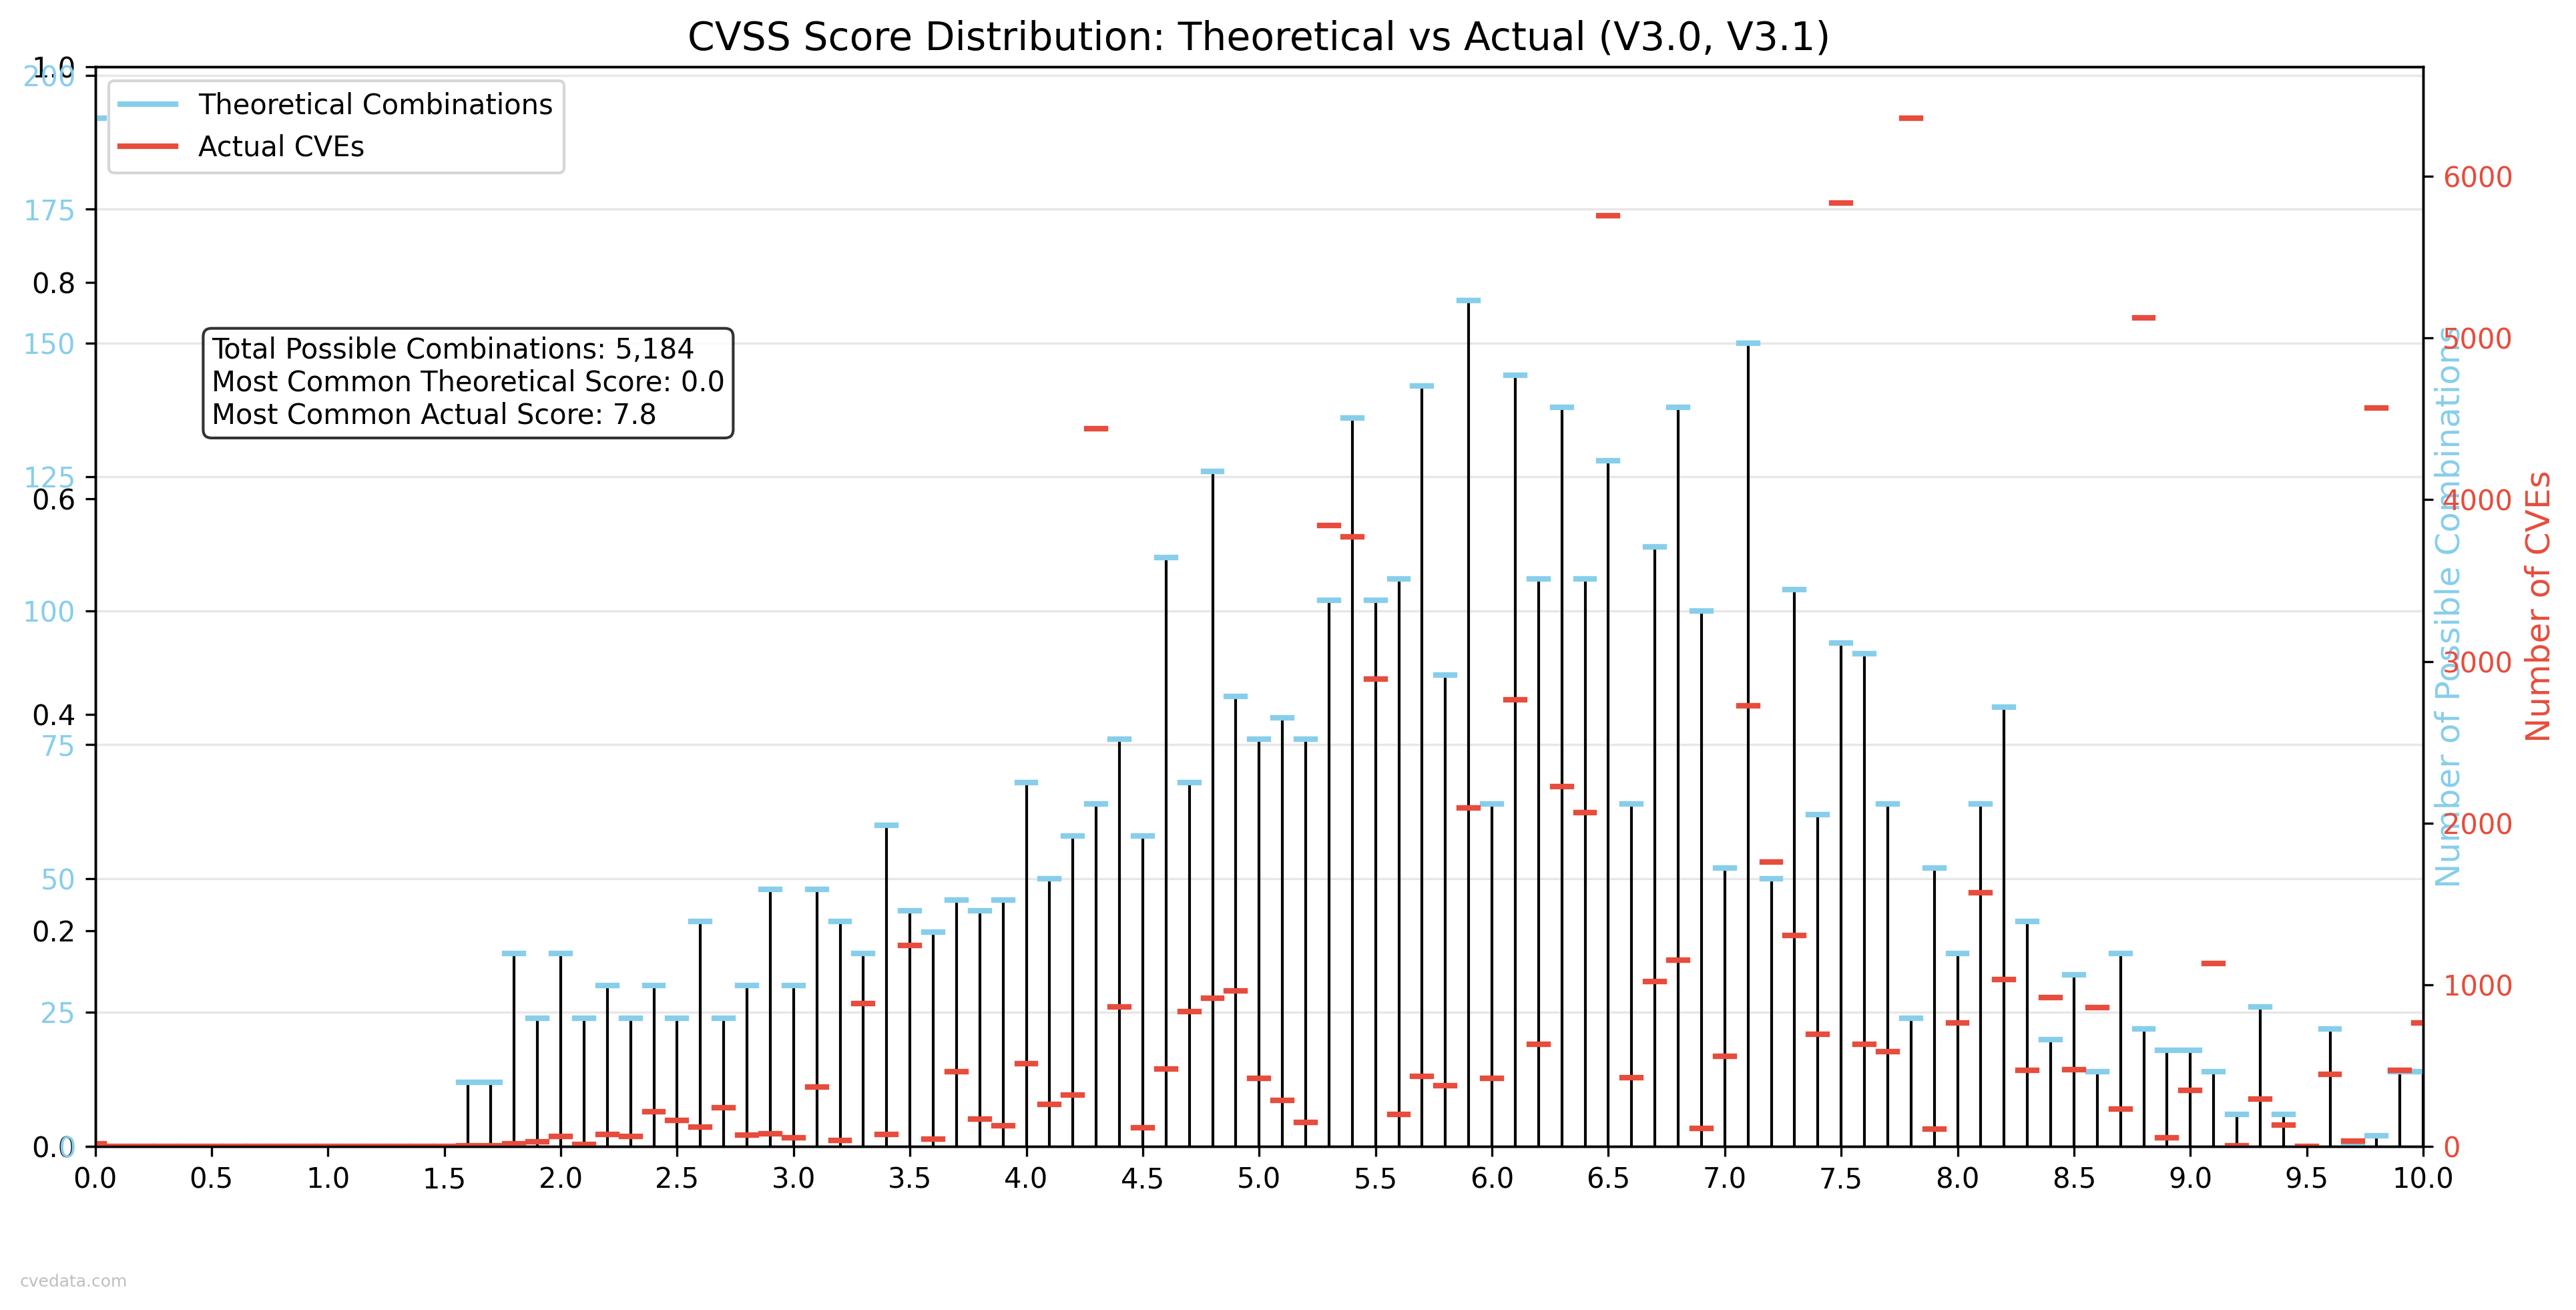 CVSS Score Distribution: Theoretical vs Actual (V3.0, V3.1)
Theoretical Combinations
Actual CVEs
Total Possible Combinations: 5,184
Most Common Theoretical Score: 0.0
Most Common Actual Score: 7.8
200
175
150
125
100
75
50
25
0
1.0
0.8
0.6
0.4
0.2
0.0
6000
5000
4000
3000
2000
1000
0
Number of Possible Combinations
Number of CVEs
0.0 0.5 1.0 1.5 2.0 2.5 3.0 3.5 4.0 4.5 5.0 5.5 6.0 6.5 7.0 7.5 8.0 8.5 9.0 9.5 10.0
cvedata.com